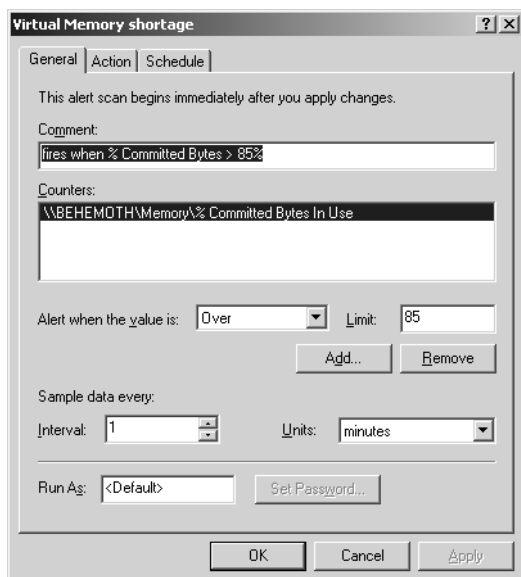 Virtual Memory shortage
General Action Schedule
This alert scan begins immediately after you apply changes.
Comment:
fires when % Committed Bytes > 85%
Counters:
\\BEHEMOTH\Memory\% Committed Bytes In Use
Alert when the value is: Over Limit: 85
Add... Remove
Sample data every:
Interval: 1 Units: minutes
Run As: <Default> Set Password...
OK Cancel Apply